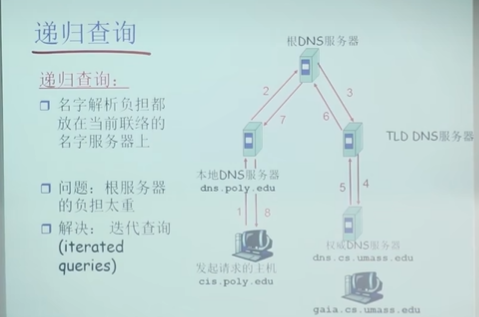 递归查询
递归查询：
名字解析负担都
放在当前联络的
名字服务器上
问题：根服务器
的负担太重
解决： 迭代查询
(iterated
queries)
根DNS服务器
2
3
7
6
TLD DNS服务器
本地DNS服务器
dns.poly.edu
5
4
1
8
权威DNS服务器
dns.cs.umass.edu
发起请求的主机
cis.poly.edu
gaia.cs.umass.edu